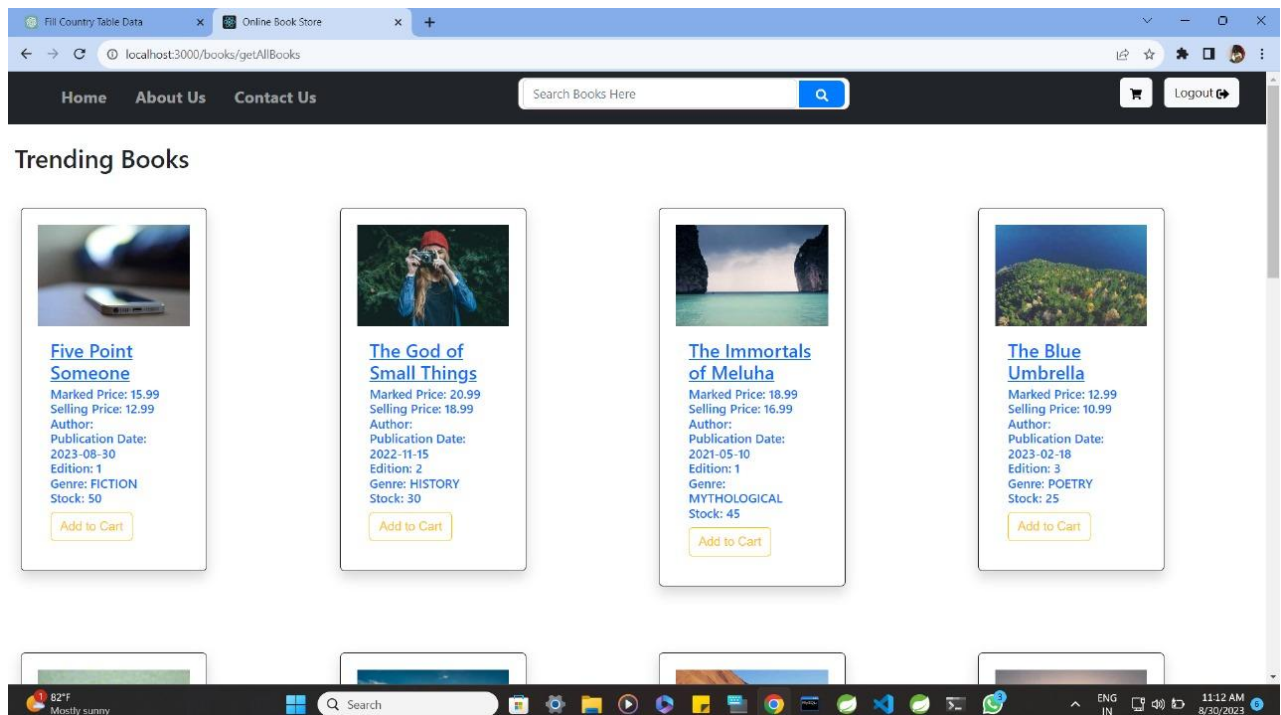 Fill Country Table Data
Online Book Store
localhost:3000/books/getAllBooks
Home About Us Contact Us
Search Books Here
Logout
Trending Books
Five Point
Someone
Marked Price: 15.99
Selling Price: 12.99
Author:
Publication Date:
2023-08-30
Edition: 1
Genre: FICTION
Stock: 50
Add to Cart
The God of
Small Things
Marked Price: 20.99
Selling Price: 18.99
Author:
Publication Date:
2022-11-15
Edition: 2
Genre: HISTORY
Stock: 30
Add to Cart
The Immortals
of Meluha
Marked Price: 18.99
Selling Price: 16.99
Author:
Publication Date:
2021-05-10
Edition: 1
Genre:
MYTHOLOGICAL
Stock: 45
Add to Cart
The Blue
Umbrella
Marked Price: 12.99
Selling Price: 10.99
Author:
Publication Date:
2023-02-18
Edition: 3
Genre: POETRY
Stock: 25
Add to Cart
1
82°F
Mostly sunny
Search
3
ENG
IN
11:12 AM
8/30/2023
6